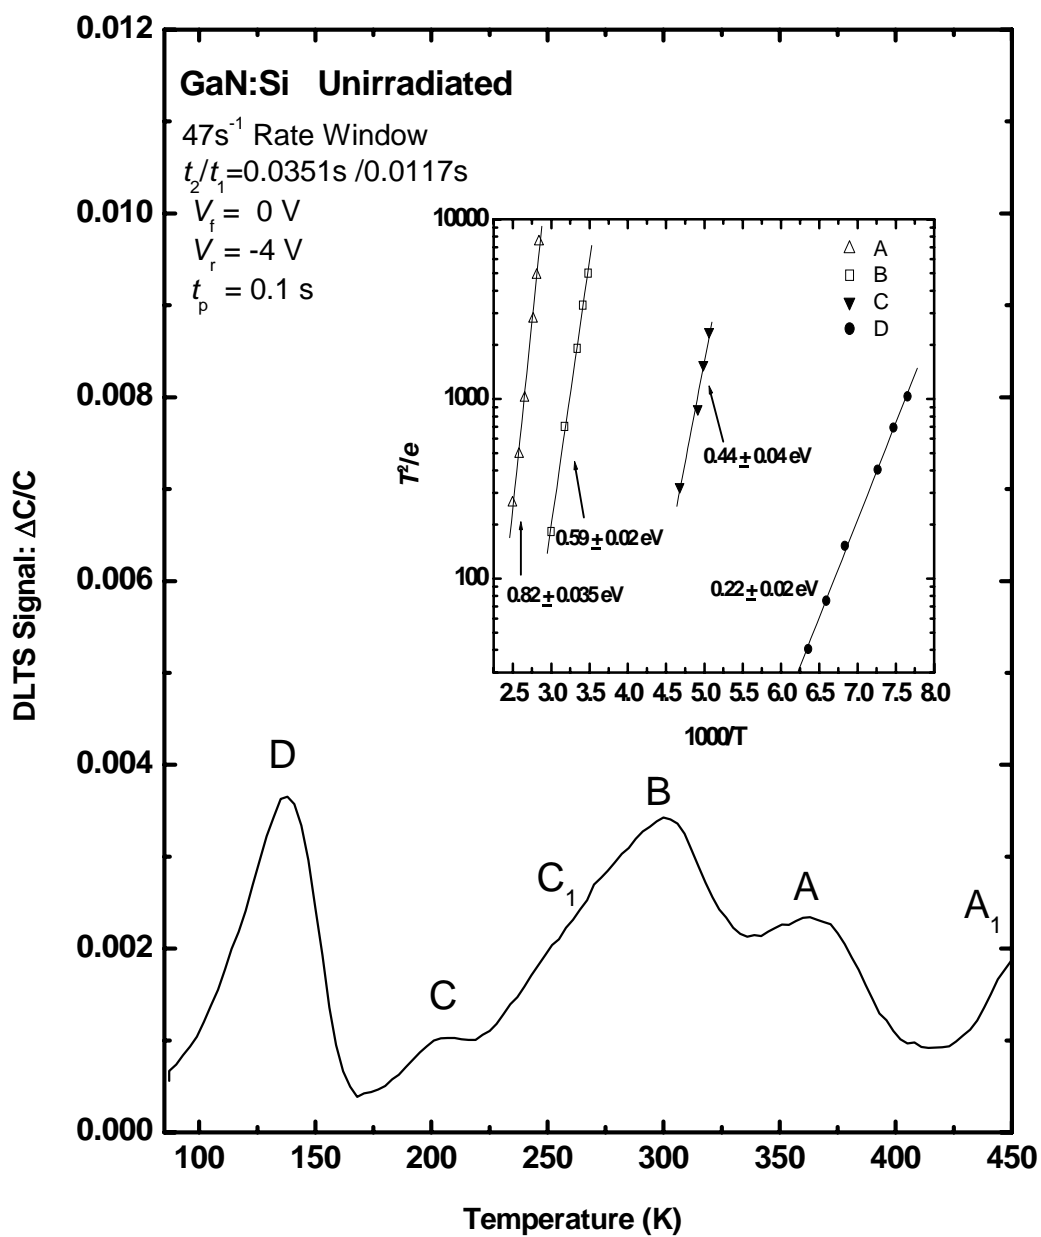 0.012
0.010
0.008
0.006
0.004
0.002
0.000
DLTS Signal: ΔC/C
GaN:Si Unirradiated
47s⁻¹ Rate Window
t₂/t₁=0.0351s /0.0117s
V_f = 0 V
V_r = -4 V
t_p = 0.1 s
10000
1000
100
T²/e
A
B
C
D
0.44 ± 0.04 eV
0.59 ± 0.02 eV
0.82 ± 0.035 eV
0.22 ± 0.02 eV
2.5 3.0 3.5 4.0 4.5 5.0 5.5 6.0 6.5 7.0 7.5 8.0
1000/T
D
C
C₁
B
A
A₁
100 150 200 250 300 350 400 450
Temperature (K)